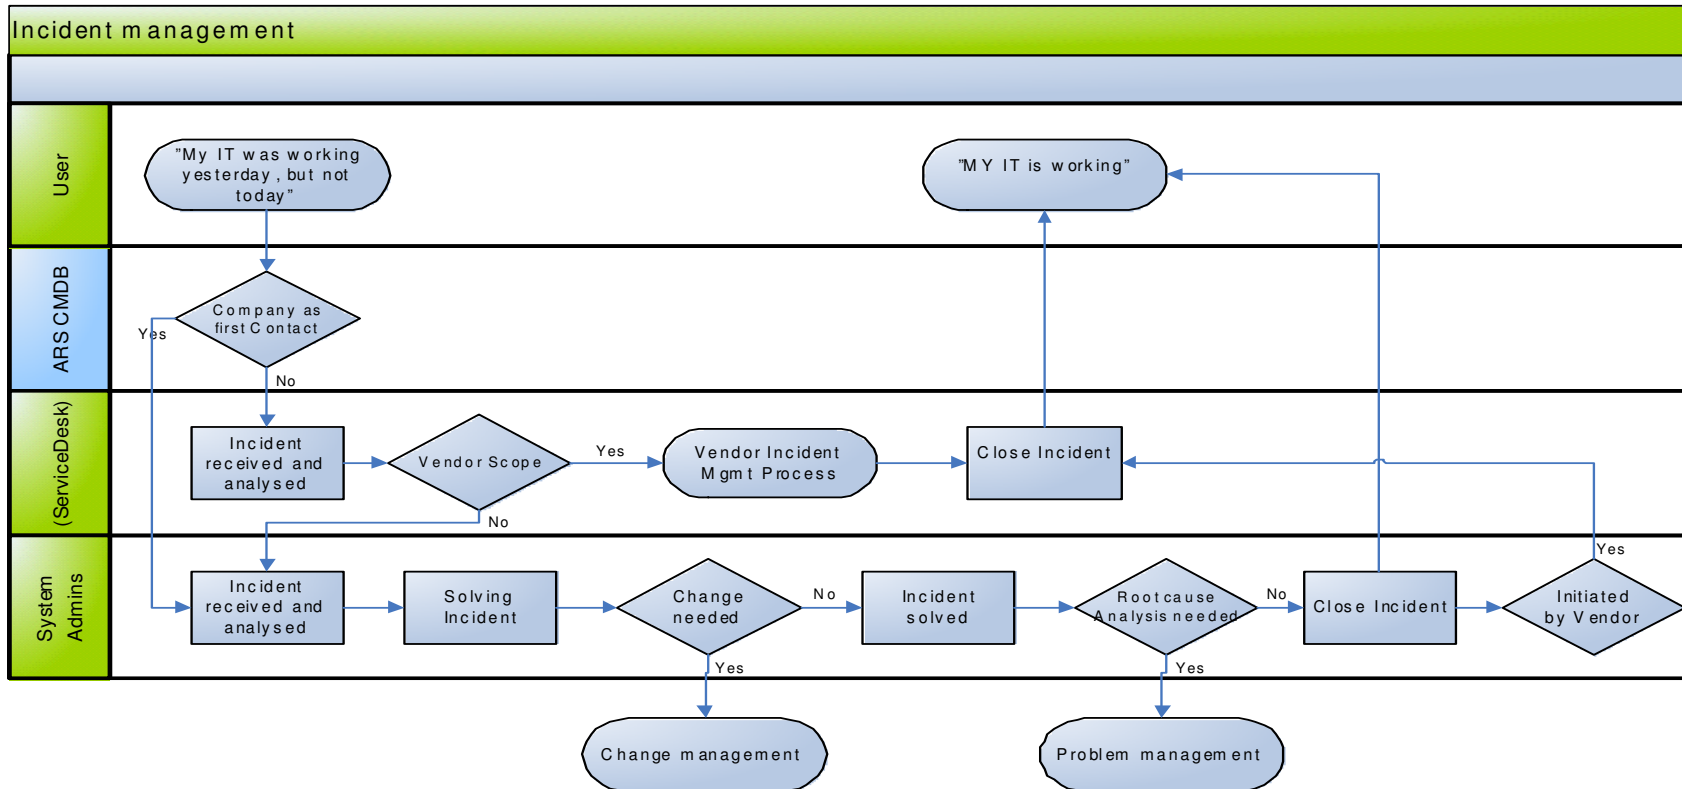 Incident management
User
"My IT was working
yesterday, but not
today"
"MY IT is working"
ARS CMDB
Company as
first Contact
Yes
No
(ServiceDesk)
Incident
received and
analysed
Vendor Scope
Yes
Vendor Incident
Mgmt Process
Close Incident
No
System
Admins
Incident
received and
analysed
Solving
Incident
Change
needed
No
Incident
solved
Rootcause
Analysis needed
No
Close Incident
Initiated
by Vendor
Yes
Yes
Yes
Change management
Problem management